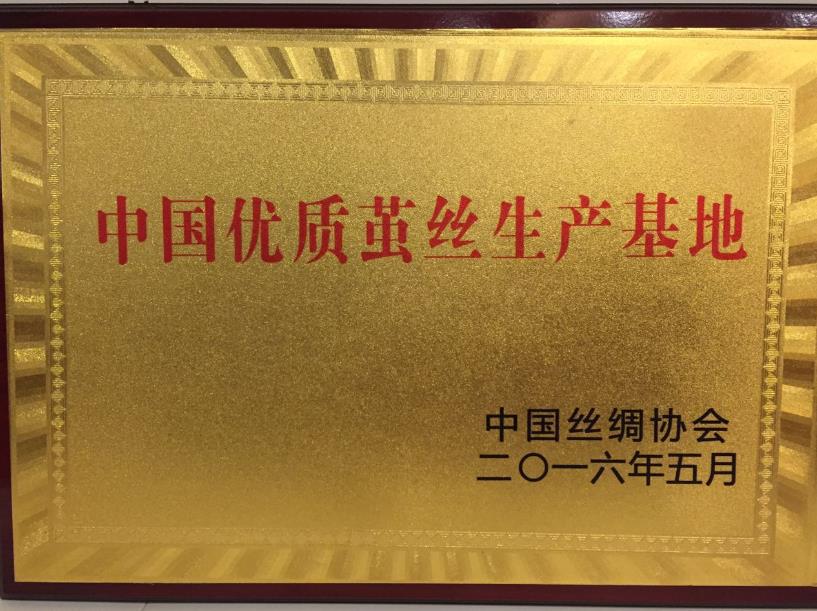 中国优质茧丝生产基地
中国丝绸协会
二〇一六年五月